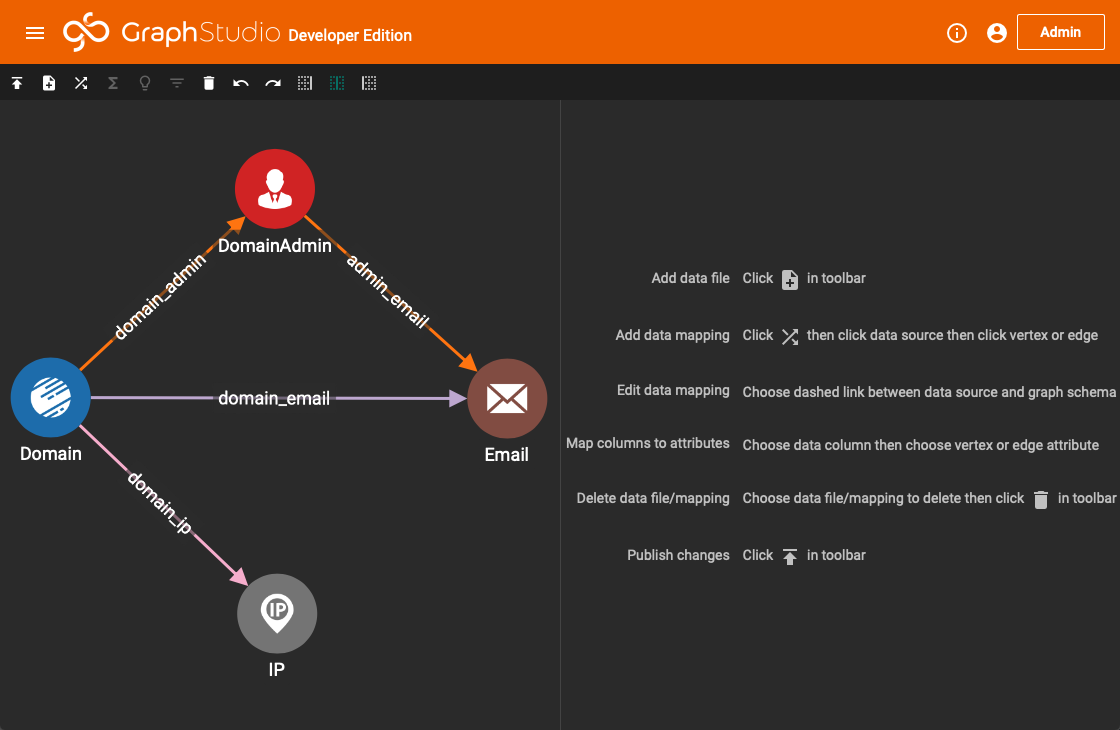 GraphStudio Developer Edition
Admin
DomainAdmin
domain_admin
admin_email
domain_email
Domain
Email
domain_ip
IP
IP
Add data file Click in toolbar
Add data mapping Click then click data source then click vertex or edge
Edit data mapping Choose dashed link between data source and graph schema
Map columns to attributes Choose data column then choose vertex or edge attribute
Delete data file/mapping Choose data file/mapping to delete then click in toolbar
Publish changes Click in toolbar